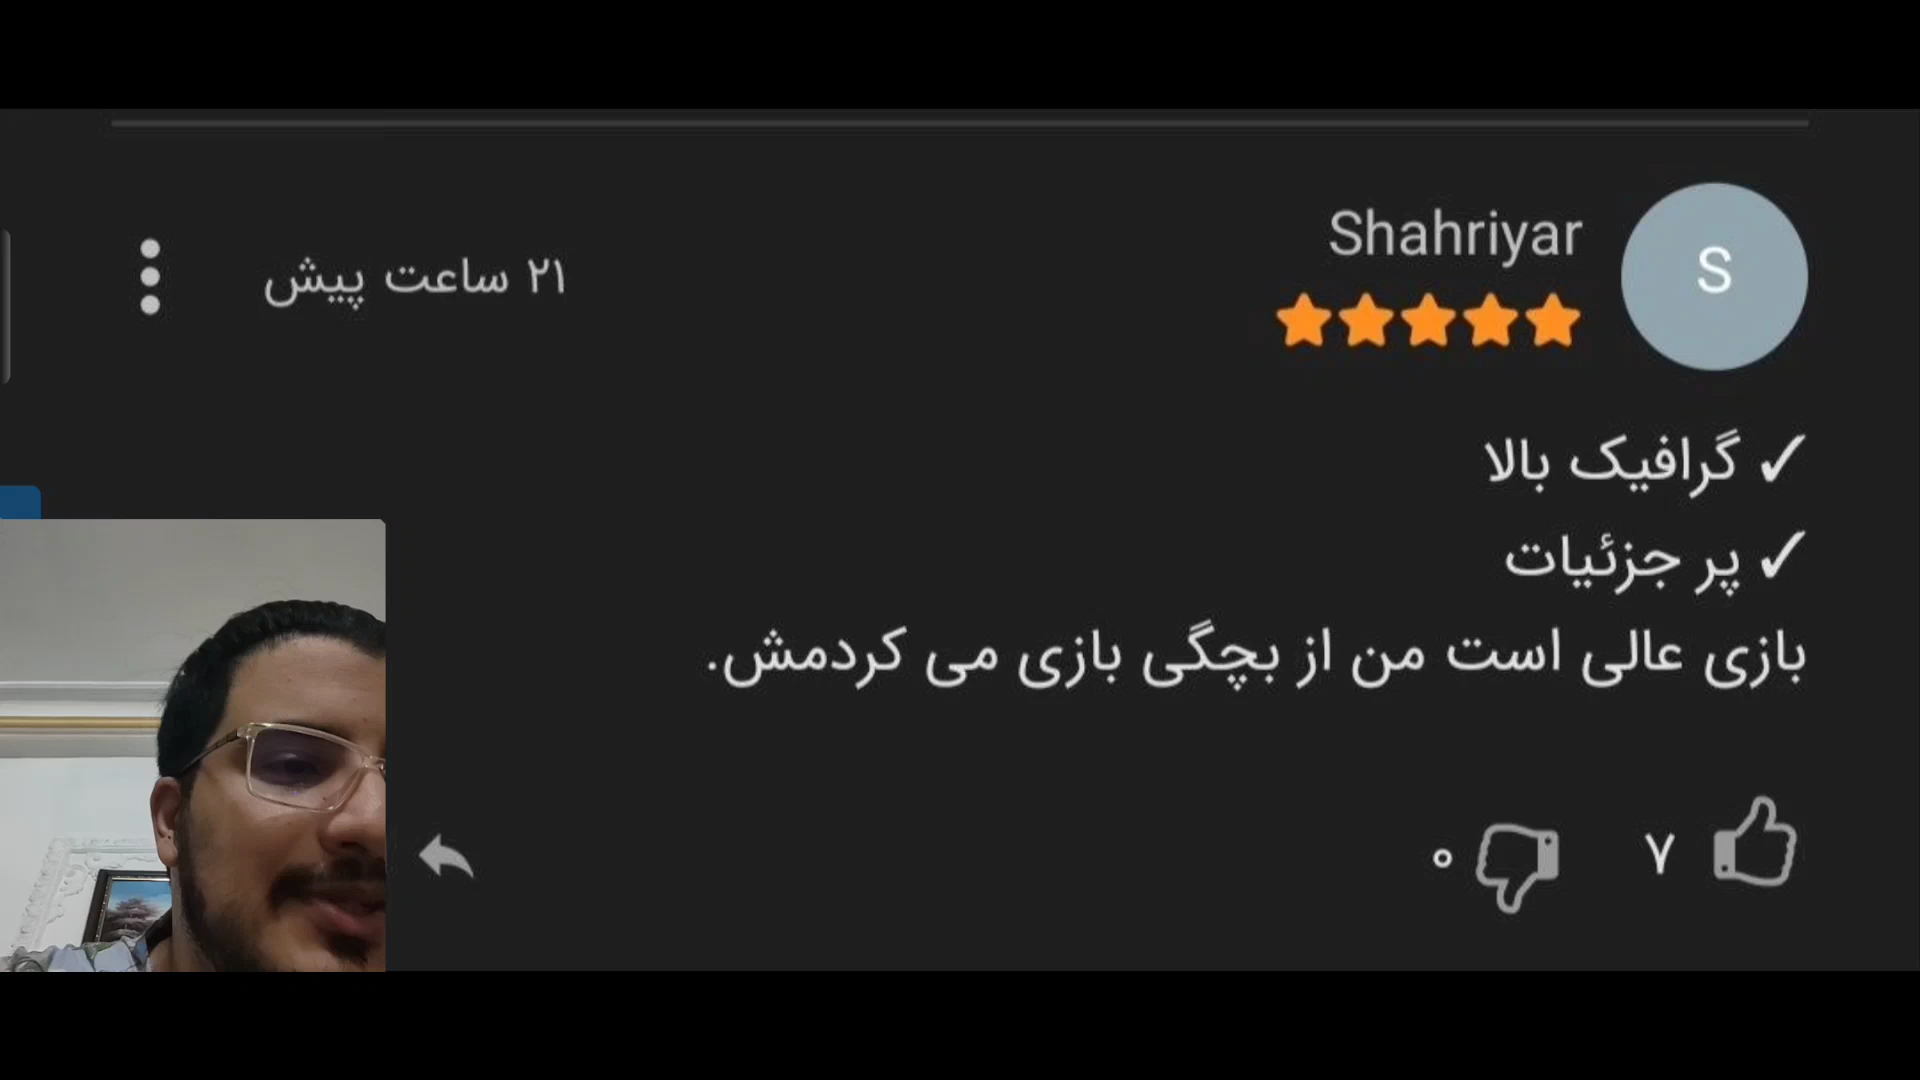 Shahriyar
S
۲۱ ساعت پیش
✓ گرافیک بالا
✓ پر جزئیات
بازی عالی است من از بچگی بازی می کردمش.
۷
۰